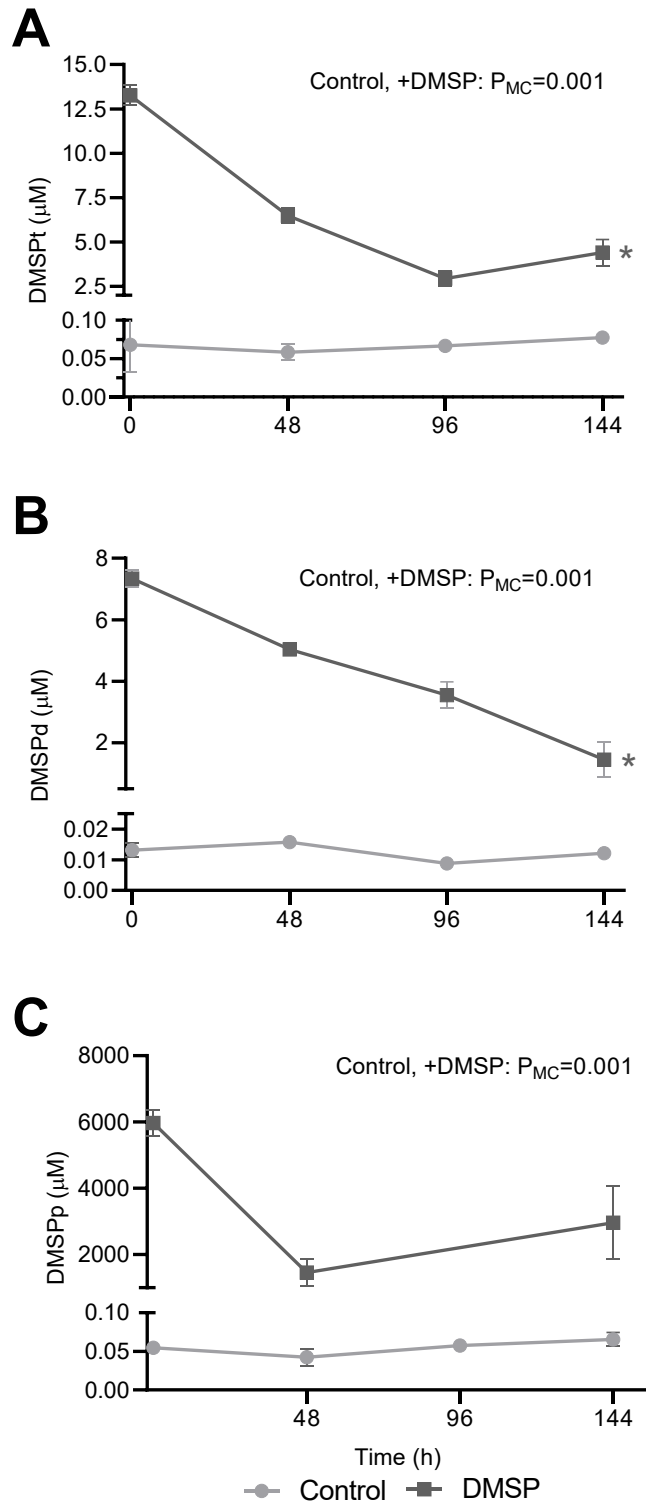 A
Control, +DMSP: PMC=0.001
DMSPt (μM)
15.0
12.5
10.0
7.5
5.0
2.5
0.10
0.05
0.00
*
0 48 96 144
B
Control, +DMSP: PMC=0.001
DMSPd (μM)
8
6
4
2
0.02
0.01
0.00
*
0 48 96 144
C
Control, +DMSP: PMC=0.001
DMSPp (μM)
8000
6000
4000
2000
0.10
0.05
0.00
48 96 144
Time (h)
Control DMSP